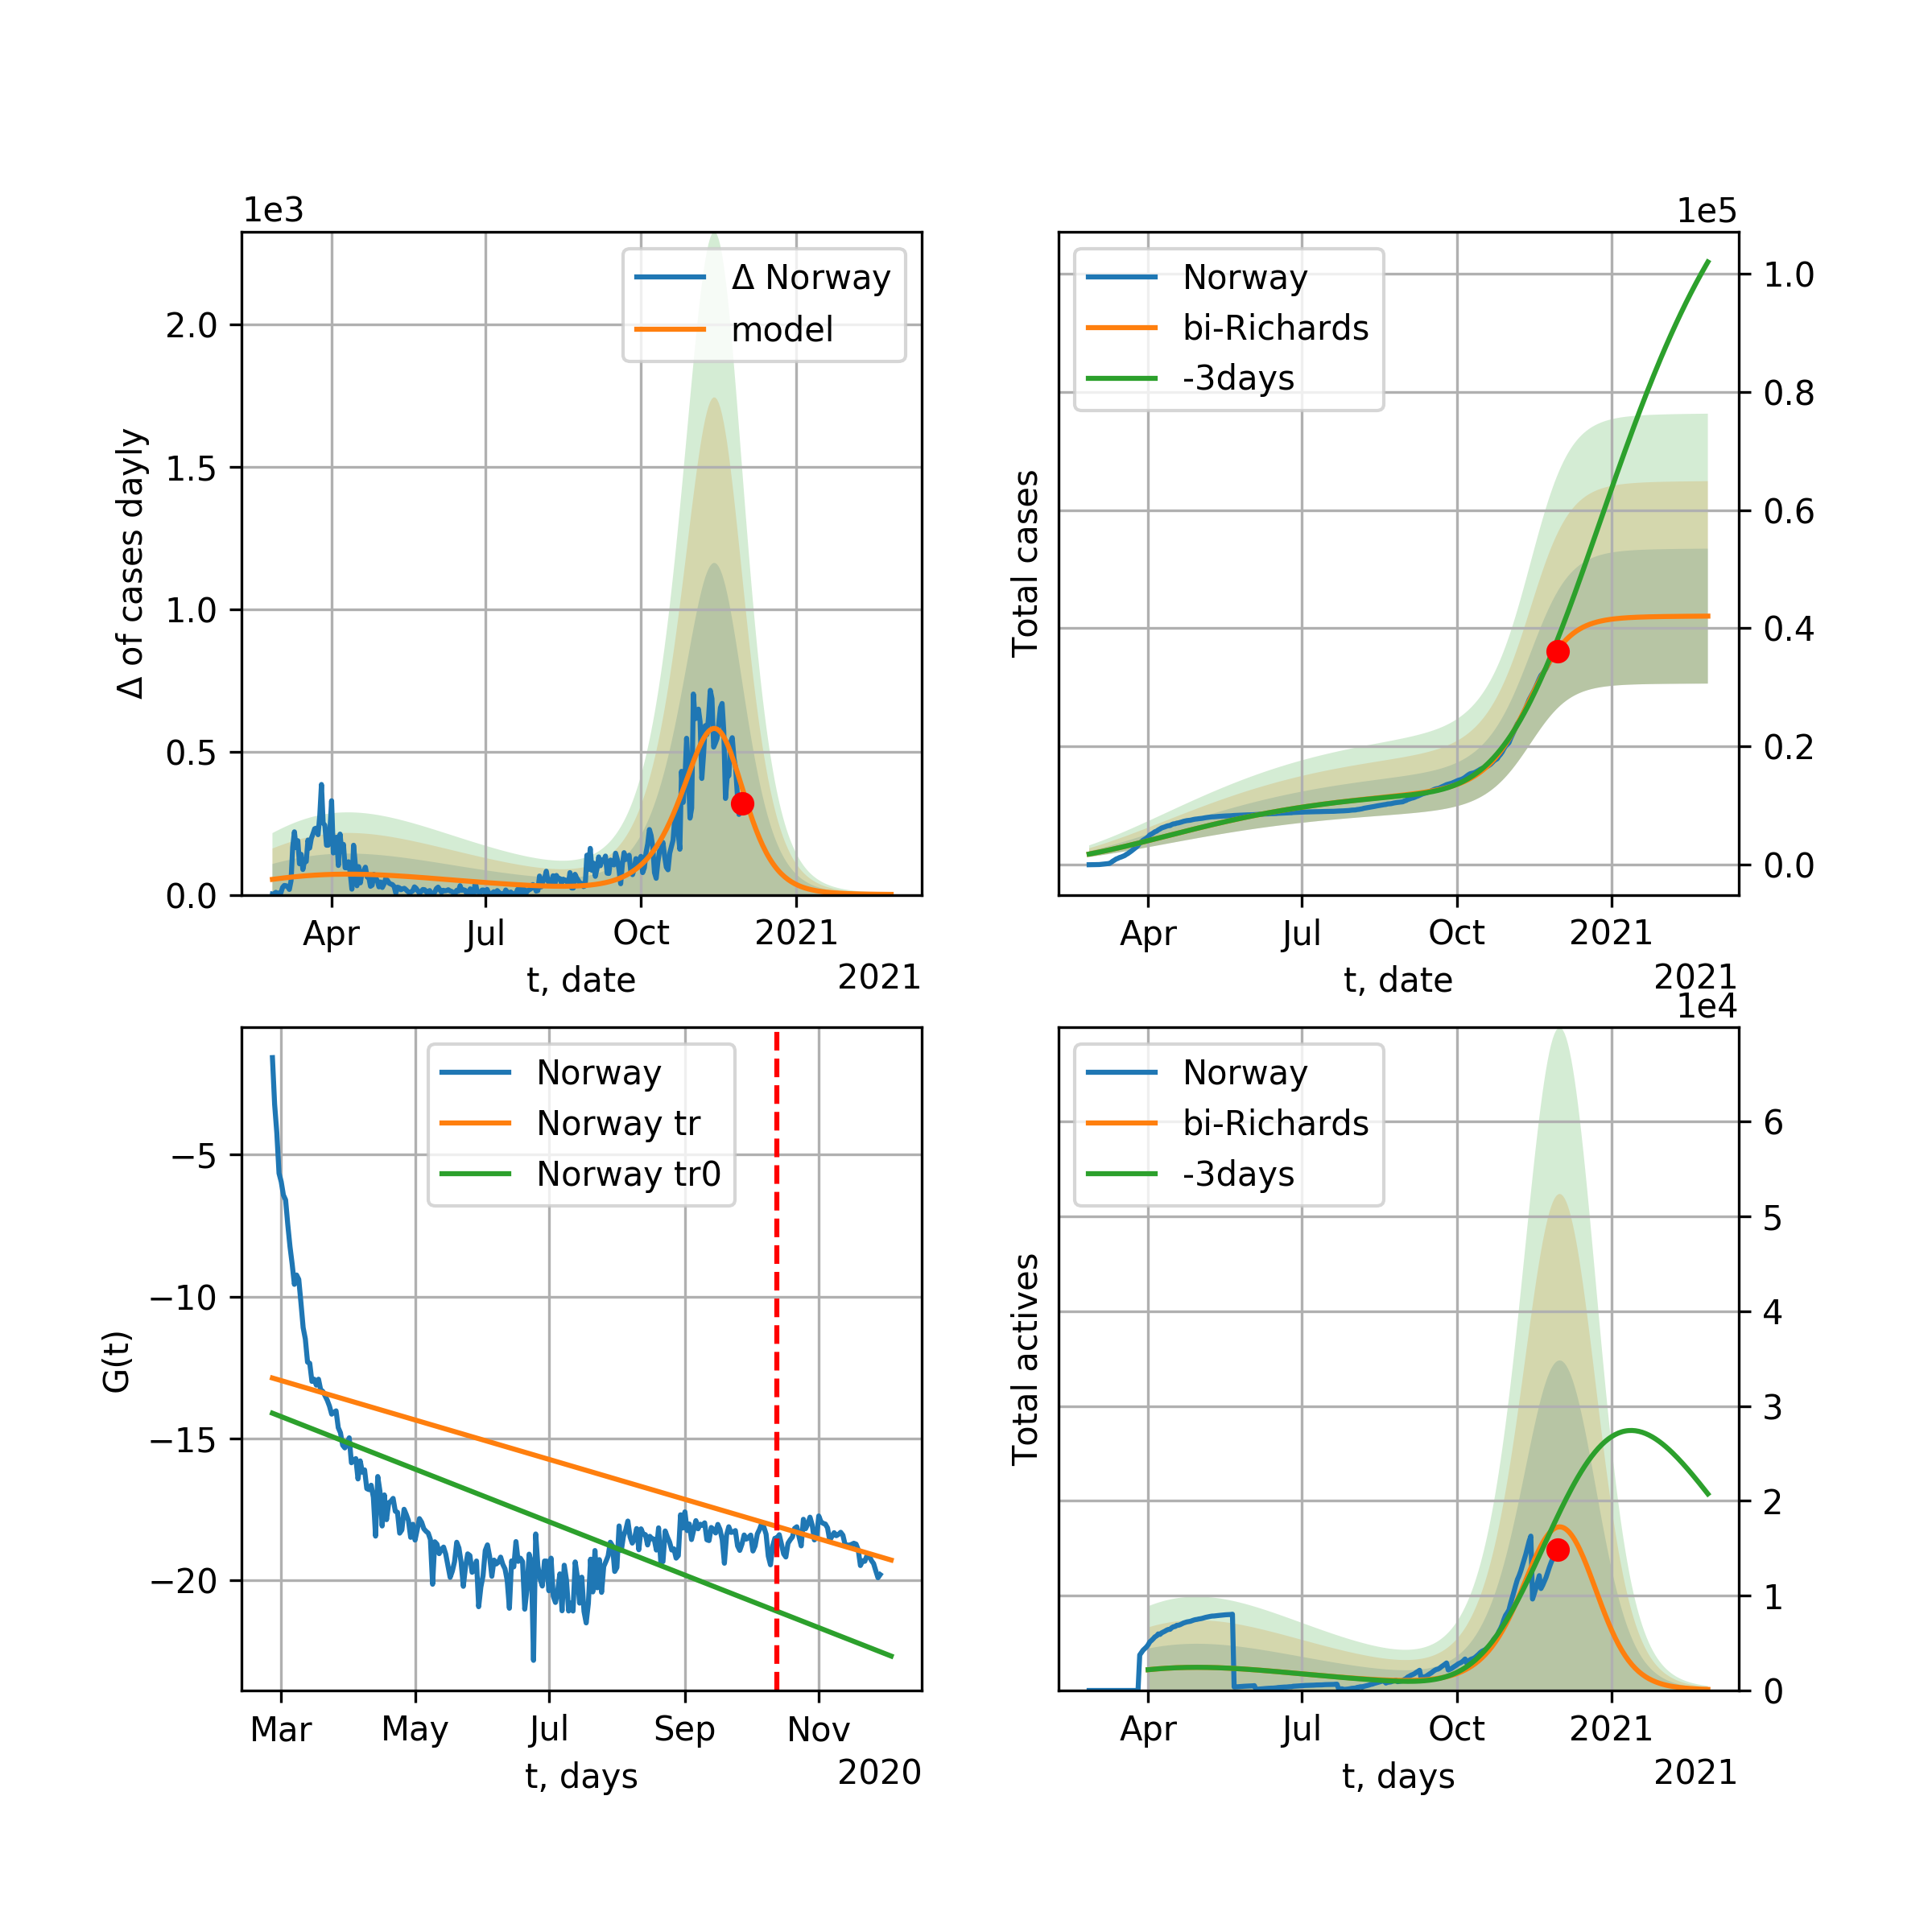 1e3
Δ of cases dayly
2.0
1.5
1.0
0.5
0.0
Δ Norway
model
Apr
Jul
Oct
2021
t, date
2021
1e5
Total cases
Norway
bi-Richards
-3days
1.0
0.8
0.6
0.4
0.2
0.0
Apr
Jul
Oct
2021
t, date
2021
G(t)
−5
−10
−15
−20
Norway
Norway tr
Norway tr0
Mar
May
Jul
Sep
Nov
t, days
2020
1e4
Total actives
Norway
bi-Richards
-3days
6
5
4
3
2
1
0
Apr
Jul
Oct
2021
t, days
2021